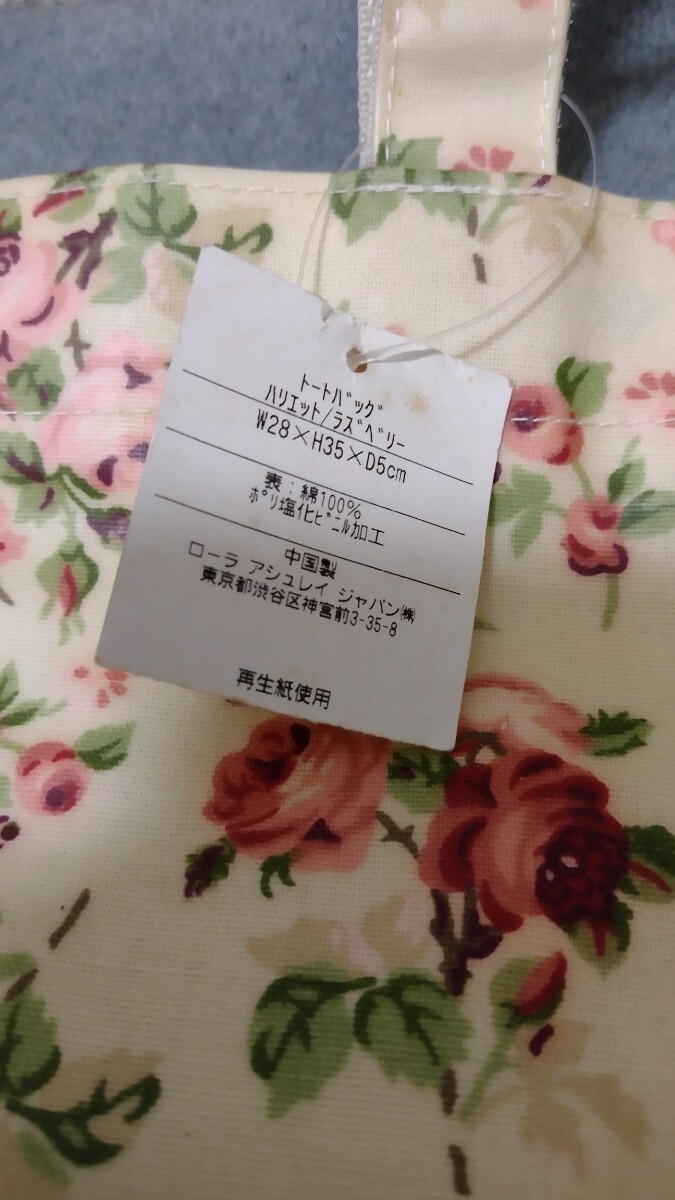 ﾄｰﾄﾊﾞｯｸﾞ
ﾊﾘｴｯﾄ/ﾗｽﾞﾍﾞﾘｰ
W28×H35×D5cm
表：綿100%
ﾎﾟﾘ塩化ﾋﾞﾆﾙ加工
中国製
ローラ アシュレイ ジャパン㈱
東京都渋谷区神宮前3-35-8
再生紙使用